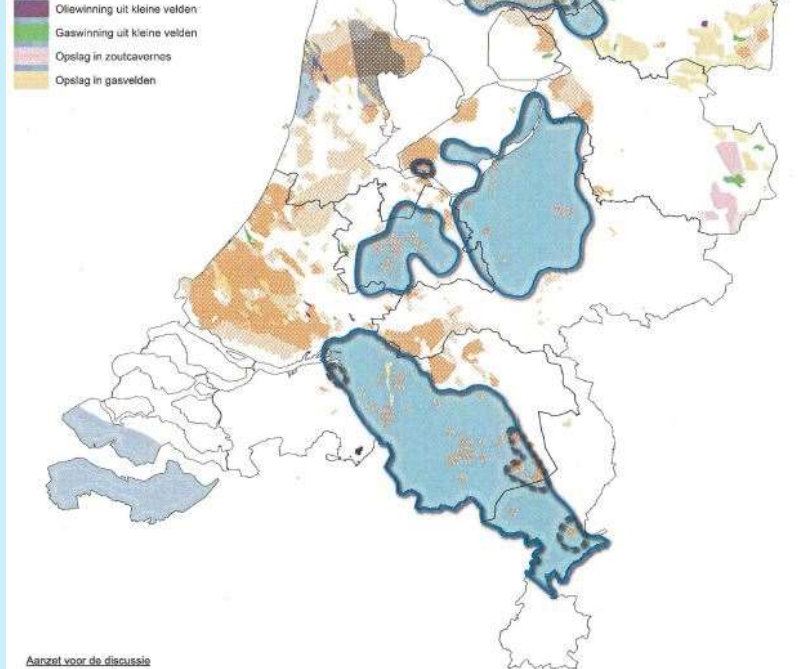 Oliewinning uit kleine velden
Gaswinning uit kleine velden
Opslag in zoutcavernes
Opslag in gasvelden
Aanzet voor de discussie